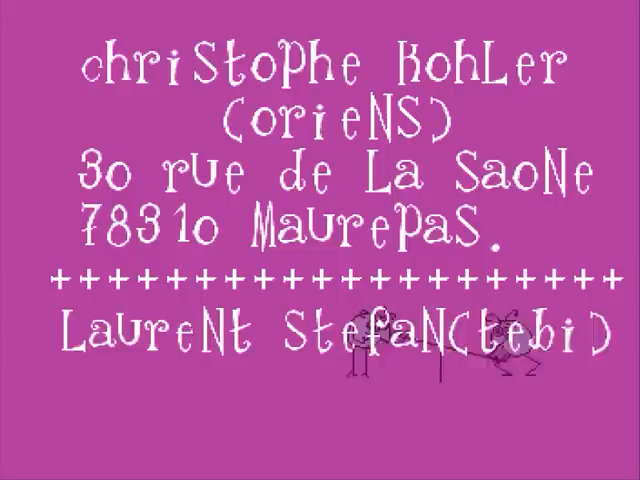 christophe Kohler
(orieNS)
30 rue de La SaoNe
78310 MaurepaS.
++++++++++++++++++++
LaureNt StefaN(tebi)